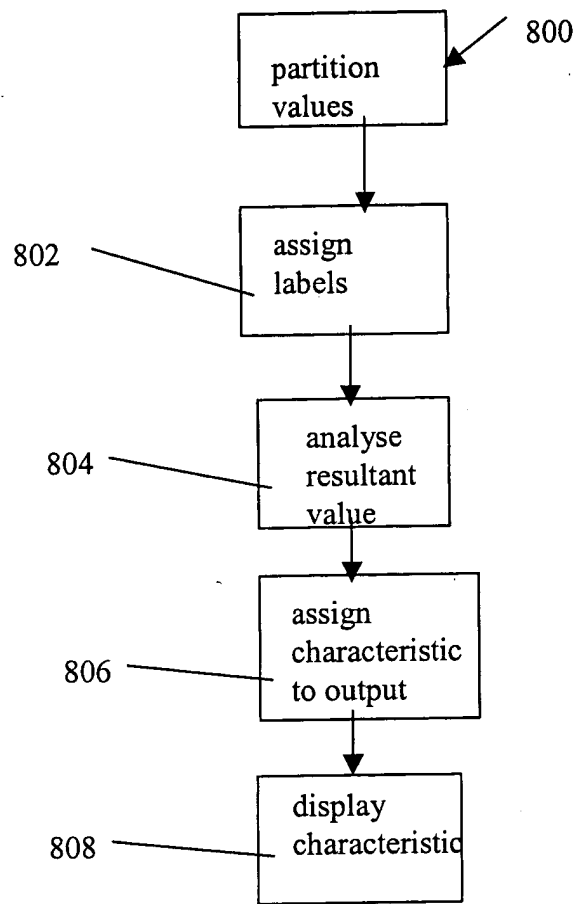 800
partition
values
802
assign
labels
804
analyse
resultant
value
806
assign
characteristic
to output
808
display
characteristic